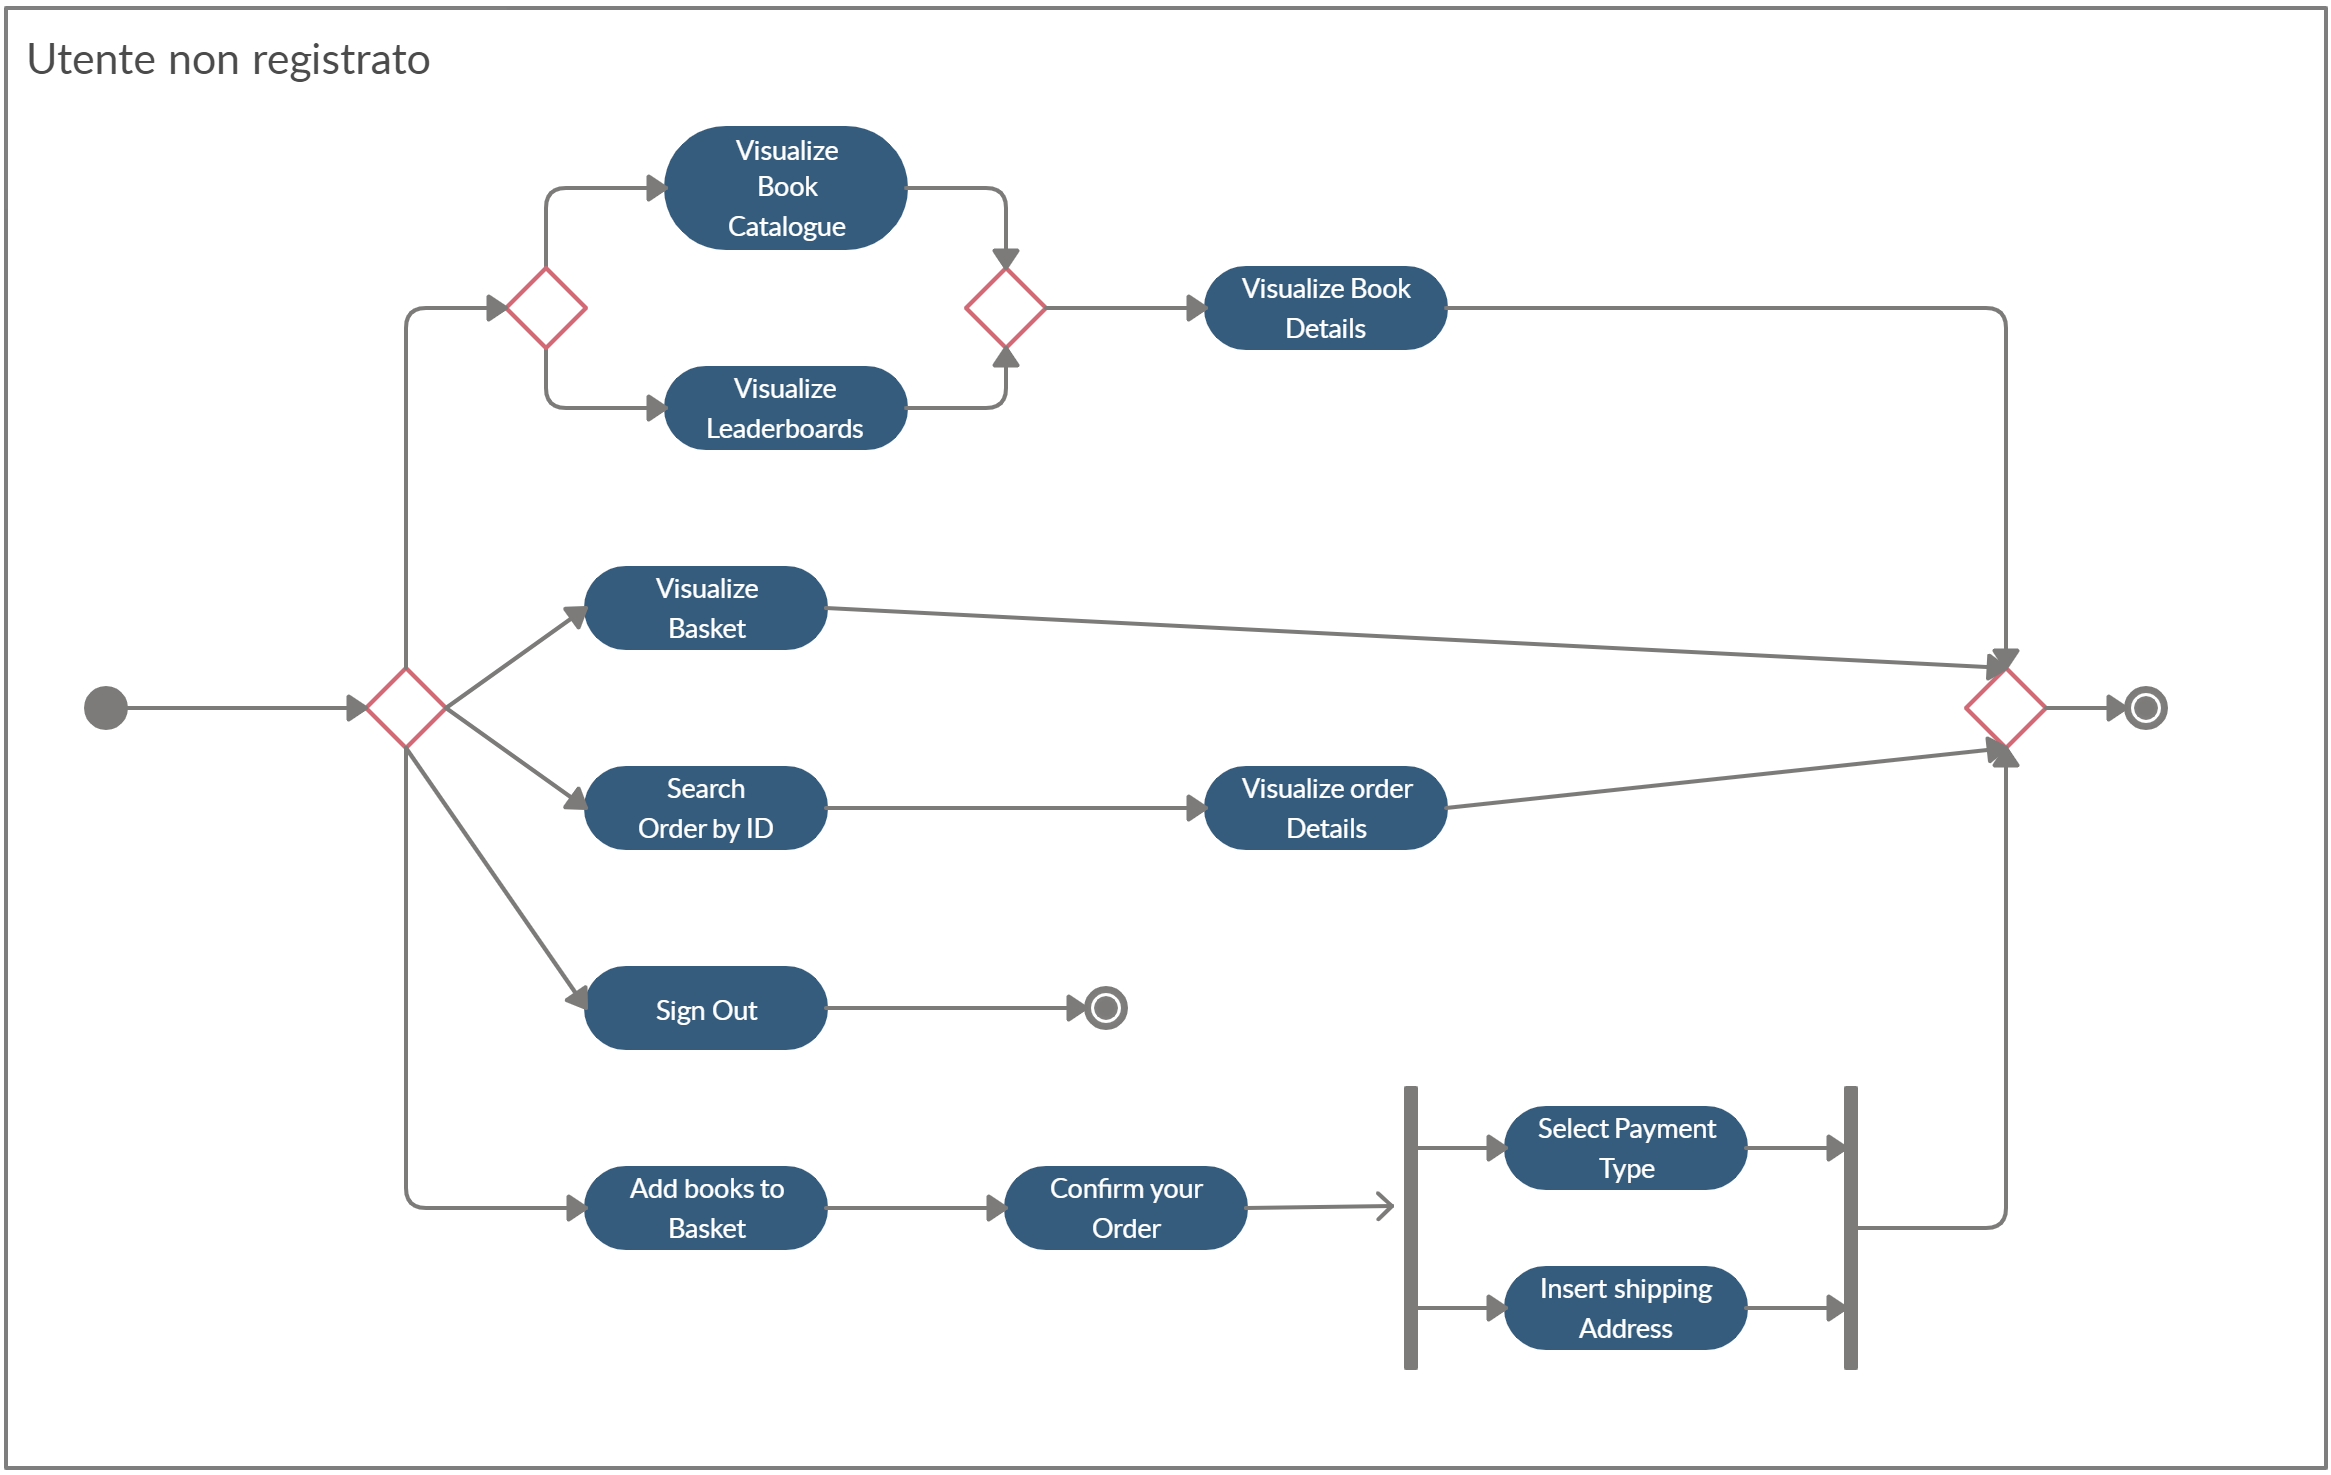 Utente non registrato
Visualize
Book
Catalogue
Visualize Book
Details
Visualize
Leaderboards
Visualize
Basket
Search
Order by ID
Visualize order
Details
Sign Out
Add books to
Basket
Confirm your
Order
Select Payment
Type
Insert shipping
Address